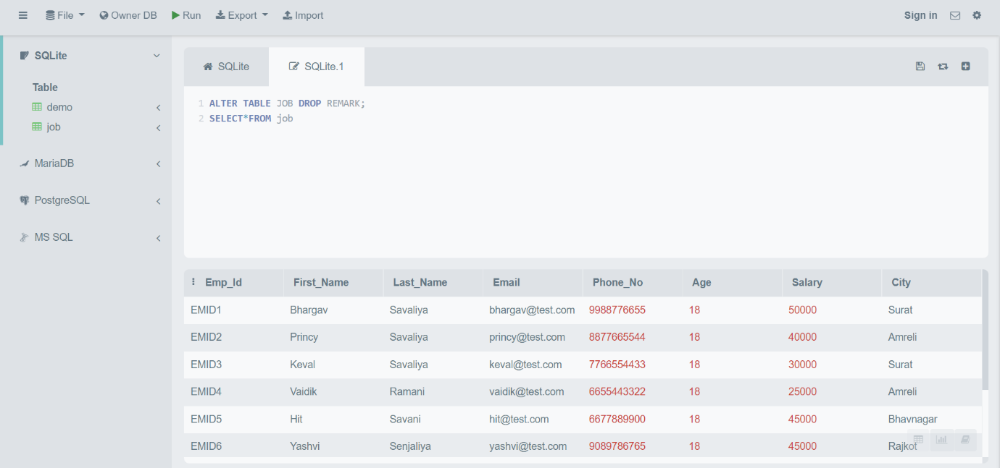 File Owner DB Run Export Import Sign in
SQLite
Table
demo
job
MariaDB
PostgreSQL
MS SQL
SQLite SQLite.1
1 ALTER TABLE JOB DROP REMARK;
2 SELECT*FROM job
Emp_Id First_Name Last_Name Email Phone_No Age Salary City
EMID1 Bhargav Savaliya bhargav@test.com 9988776655 18 50000 Surat
EMID2 Princy Savaliya princy@test.com 8877665544 18 40000 Amreli
EMID3 Keval Savaliya keval@test.com 7766554433 18 30000 Surat
EMID4 Vaidik Ramani vaidik@test.com 6655443322 18 25000 Amreli
EMID5 Hit Savani hit@test.com 6677889900 18 45000 Bhavnagar
EMID6 Yashvi Senjaliya yashvi@test.com 9089786765 18 45000 Rajkot